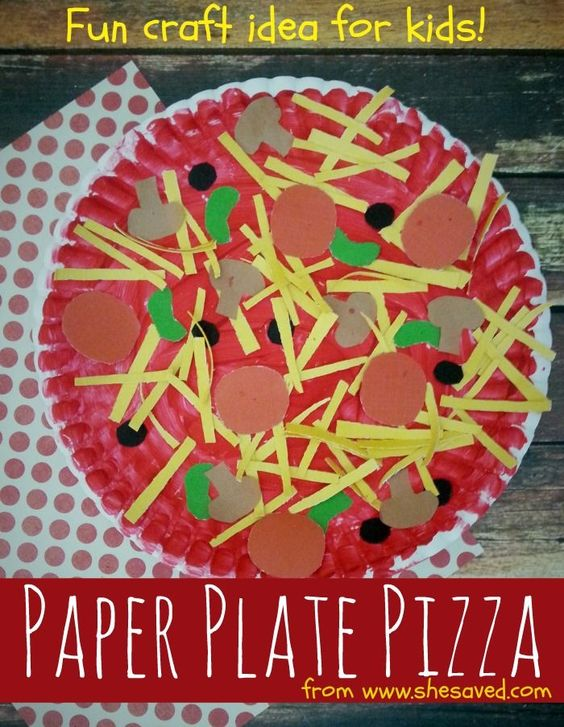 Fun craft idea for kids!
PAPER PLATE PIZZA
from www.shesaved.com